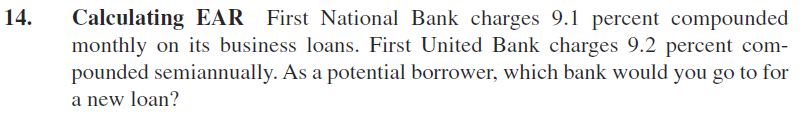 14. Calculating EAR First National Bank charges 9.1 percent compounded
monthly on its business loans. First United Bank charges 9.2 percent com-
pounded semiannually. As a potential borrower, which bank would you go to for
a new loan?